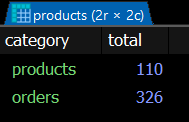 products (2r × 2c)
category total
products 110
orders 326